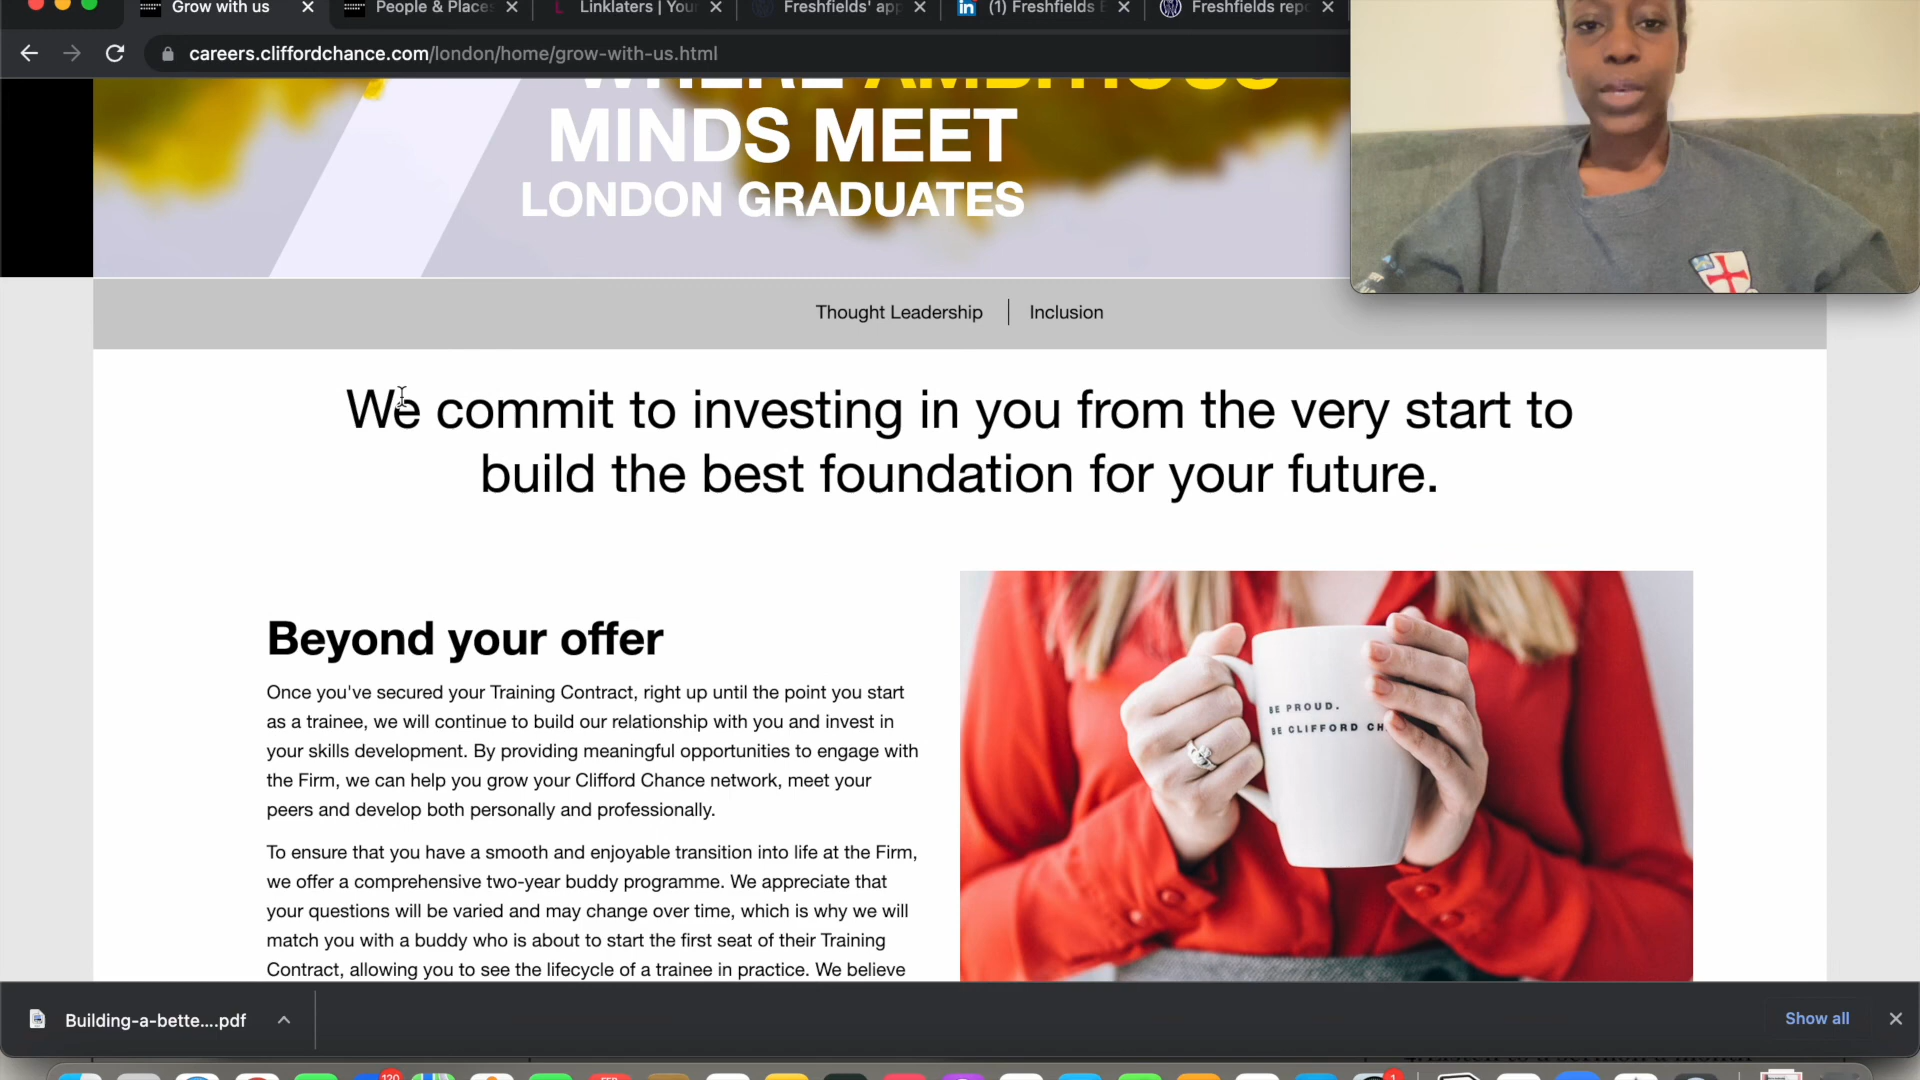 Grow with us
People & Places
Linklaters | Your
Freshfields' app
(1) Freshfields
Freshfields repo
careers.cliffordchance.com/london/home/grow-with-us.html
WHERE AMBITIOUS
MINDS MEET
LONDON GRADUATES
Thought Leadership | Inclusion
We commit to investing in you from the very start to
build the best foundation for your future.
Beyond your offer
Once you've secured your Training Contract, right up until the point you start
as a trainee, we will continue to build our relationship with you and invest in
your skills development. By providing meaningful opportunities to engage with
the Firm, we can help you grow your Clifford Chance network, meet your
peers and develop both personally and professionally.
To ensure that you have a smooth and enjoyable transition into life at the Firm,
we offer a comprehensive two-year buddy programme. We appreciate that
your questions will be varied and may change over time, which is why we will
match you with a buddy who is about to start the first seat of their Training
Contract, allowing you to see the lifecycle of a trainee in practice. We believe
BE PROUD.
BE CLIFFORD CH
Building-a-bette....pdf
Show all
120
FEB
1